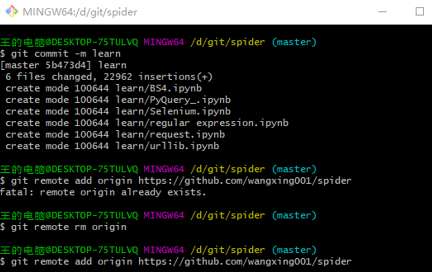 MINGW64:/d/git/spider
王的电脑@DESKTOP-75TULVQ MINGW64 /d/git/spider (master)
$ git commit -m learn
[master 5b473d4] learn
6 files changed, 22962 insertions(+)
create mode 100644 learn/BS4.ipynb
create mode 100644 learn/PyQuery_.ipynb
create mode 100644 learn/Selenium.ipynb
create mode 100644 learn/regular expression.ipynb
create mode 100644 learn/request.ipynb
create mode 100644 learn/urllib.ipynb
王的电脑@DESKTOP-75TULVQ MINGW64 /d/git/spider (master)
$ git remote add origin https://github.com/wangxing001/spider
fatal: remote origin already exists.
王的电脑@DESKTOP-75TULVQ MINGW64 /d/git/spider (master)
$ git remote rm origin
王的电脑@DESKTOP-75TULVQ MINGW64 /d/git/spider (master)
$ git remote add origin https://github.com/wangxing001/spider